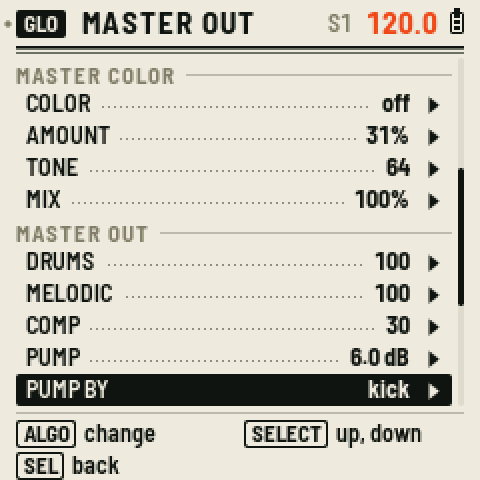 GLO MASTER OUT S1 120.0
MASTER COLOR
COLOR off
AMOUNT 31%
TONE 64
MIX 100%
MASTER OUT
DRUMS 100
MELODIC 100
COMP 30
PUMP 6.0 dB
PUMP BY kick
ALGO change SELECT up, down
SEL back